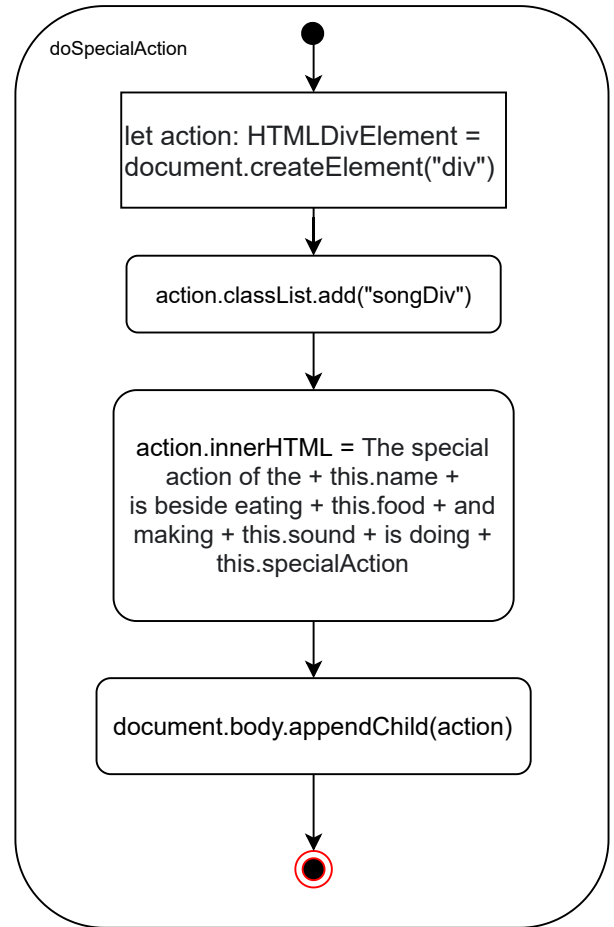 doSpecialAction
let action: HTMLDivElement =
document.createElement("div")
action.classList.add("songDiv")
action.innerHTML = The special
action of the + this.name +
is beside eating + this.food + and
making + this.sound + is doing +
this.specialAction
document.body.appendChild(action)